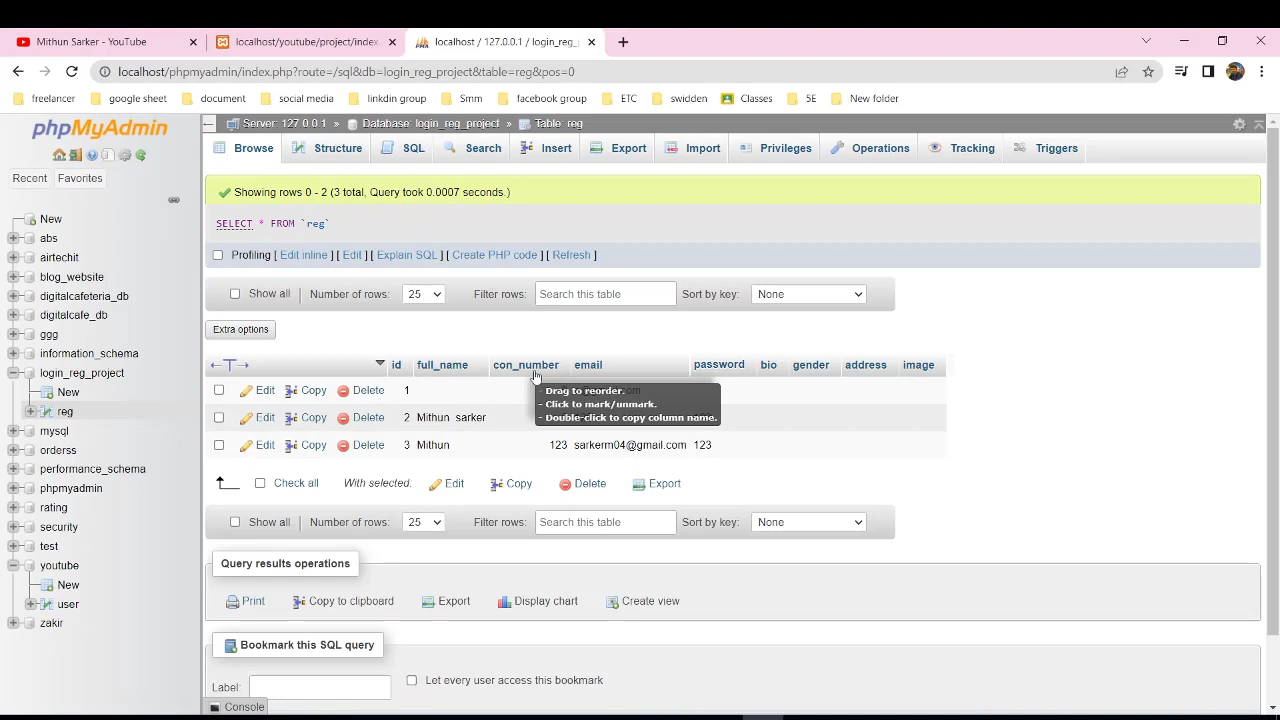 Mithun Sarker - YouTube
localhost/youtube/project/index
localhost / 127.0.0.1 / login_reg_
localhost/phpmyadmin/index.php?route=/sql&db=login_reg_project&table=reg&pos=0
freelancer google sheet document social media linkdin group Smm facebook group ETC swidden Classes 5E New folder
phpMyAdmin
Recent Favorites
New
abs
airtechit
blog_website
digitalcafeteria_db
digitalcafe_db
ggg
information_schema
login_reg_project
New
reg
mysql
orderss
performance_schema
phpmyadmin
rating
security
test
youtube
New
user
zakir
Server: 127.0.0.1 » Database: login_reg_project » Table: reg
Browse Structure SQL Search Insert Export Import Privileges Operations Tracking Triggers
Showing rows 0 - 2 (3 total, Query took 0.0007 seconds.)
SELECT * FROM `reg`
Profiling [ Edit inline ] [ Edit ] [ Explain SQL ] [ Create PHP code ] [ Refresh ]
Show all Number of rows: 25 Filter rows: Search this table Sort by key: None
Extra options
id full_name con_number email password bio gender address image
Edit Copy Delete 1
- Drag to reorder.
- Click to mark/unmark.
- Double-click to copy column name.
Edit Copy Delete 2 Mithun sarker
Edit Copy Delete 3 Mithun 123 sarkerm04@gmail.com 123
Check all With selected: Edit Copy Delete Export
Show all Number of rows: 25 Filter rows: Search this table Sort by key: None
Query results operations
Print Copy to clipboard Export Display chart Create view
Bookmark this SQL query
Label: Let every user access this bookmark
Console